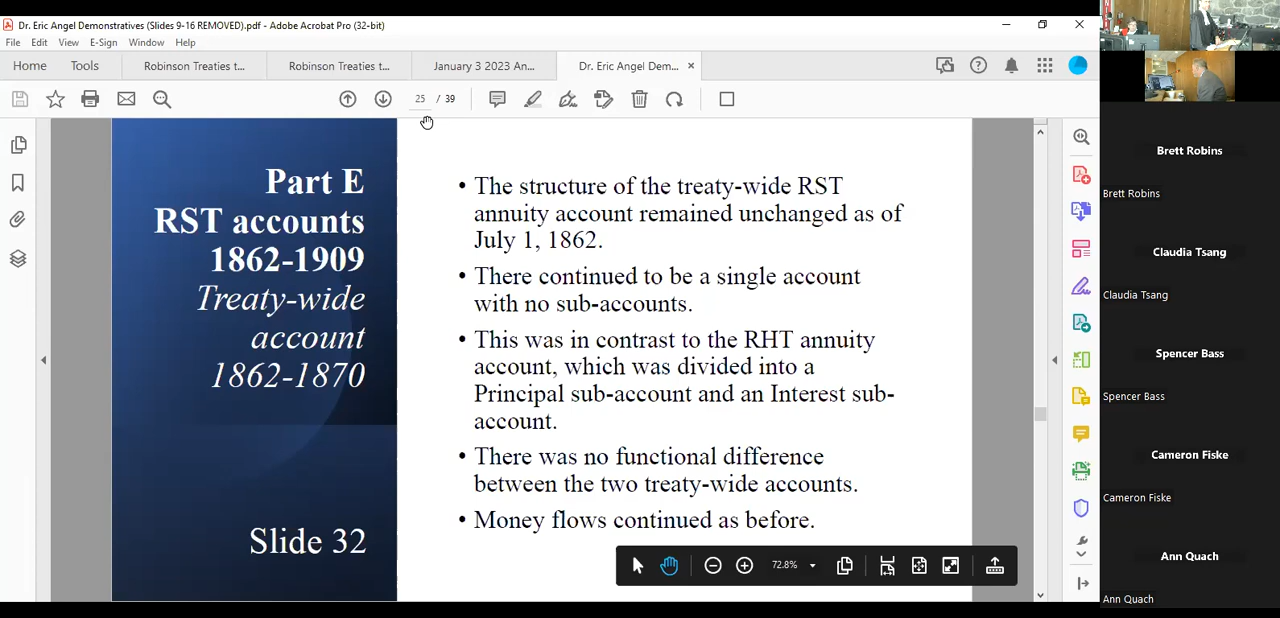 Dr. Eric Angel Demonstratives (Slides 9-16 REMOVED).pdf - Adobe Acrobat Pro (32-bit)
File Edit View E-Sign Window Help
Home Tools Robinson Treaties t... Robinson Treaties t... January 3 2023 An... Dr. Eric Angel Dem...
25 / 39
Part E
RST accounts
1862-1909
Treaty-wide
account
1862-1870
Slide 32
• The structure of the treaty-wide RST
annuity account remained unchanged as of
July 1, 1862.
• There continued to be a single account
with no sub-accounts.
• This was in contrast to the RHT annuity
account, which was divided into a
Principal sub-account and an Interest sub-
account.
• There was no functional difference
between the two treaty-wide accounts.
• Money flows continued as before.
72.8%
Brett Robins
Brett Robins
Claudia Tsang
Claudia Tsang
Spencer Bass
Spencer Bass
Cameron Fiske
Cameron Fiske
Ann Quach
Ann Quach